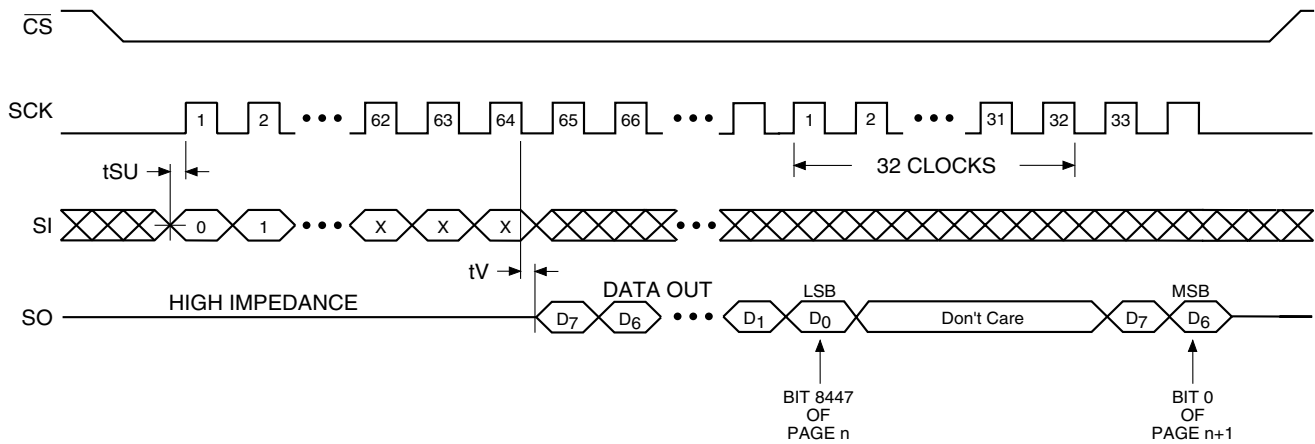 CS
SCK
1 2 ••• 62 63 64 65 66 ••• 1 2 ••• 31 32 33
tSU
32 CLOCKS
SI
0 1 ••• X X X •••
tV
HIGH IMPEDANCE
DATA OUT
LSB
MSB
SO
D7 D6 ••• D1 D0 Don't Care D7 D6
BIT 8447
OF
PAGE n
BIT 0
OF
PAGE n+1